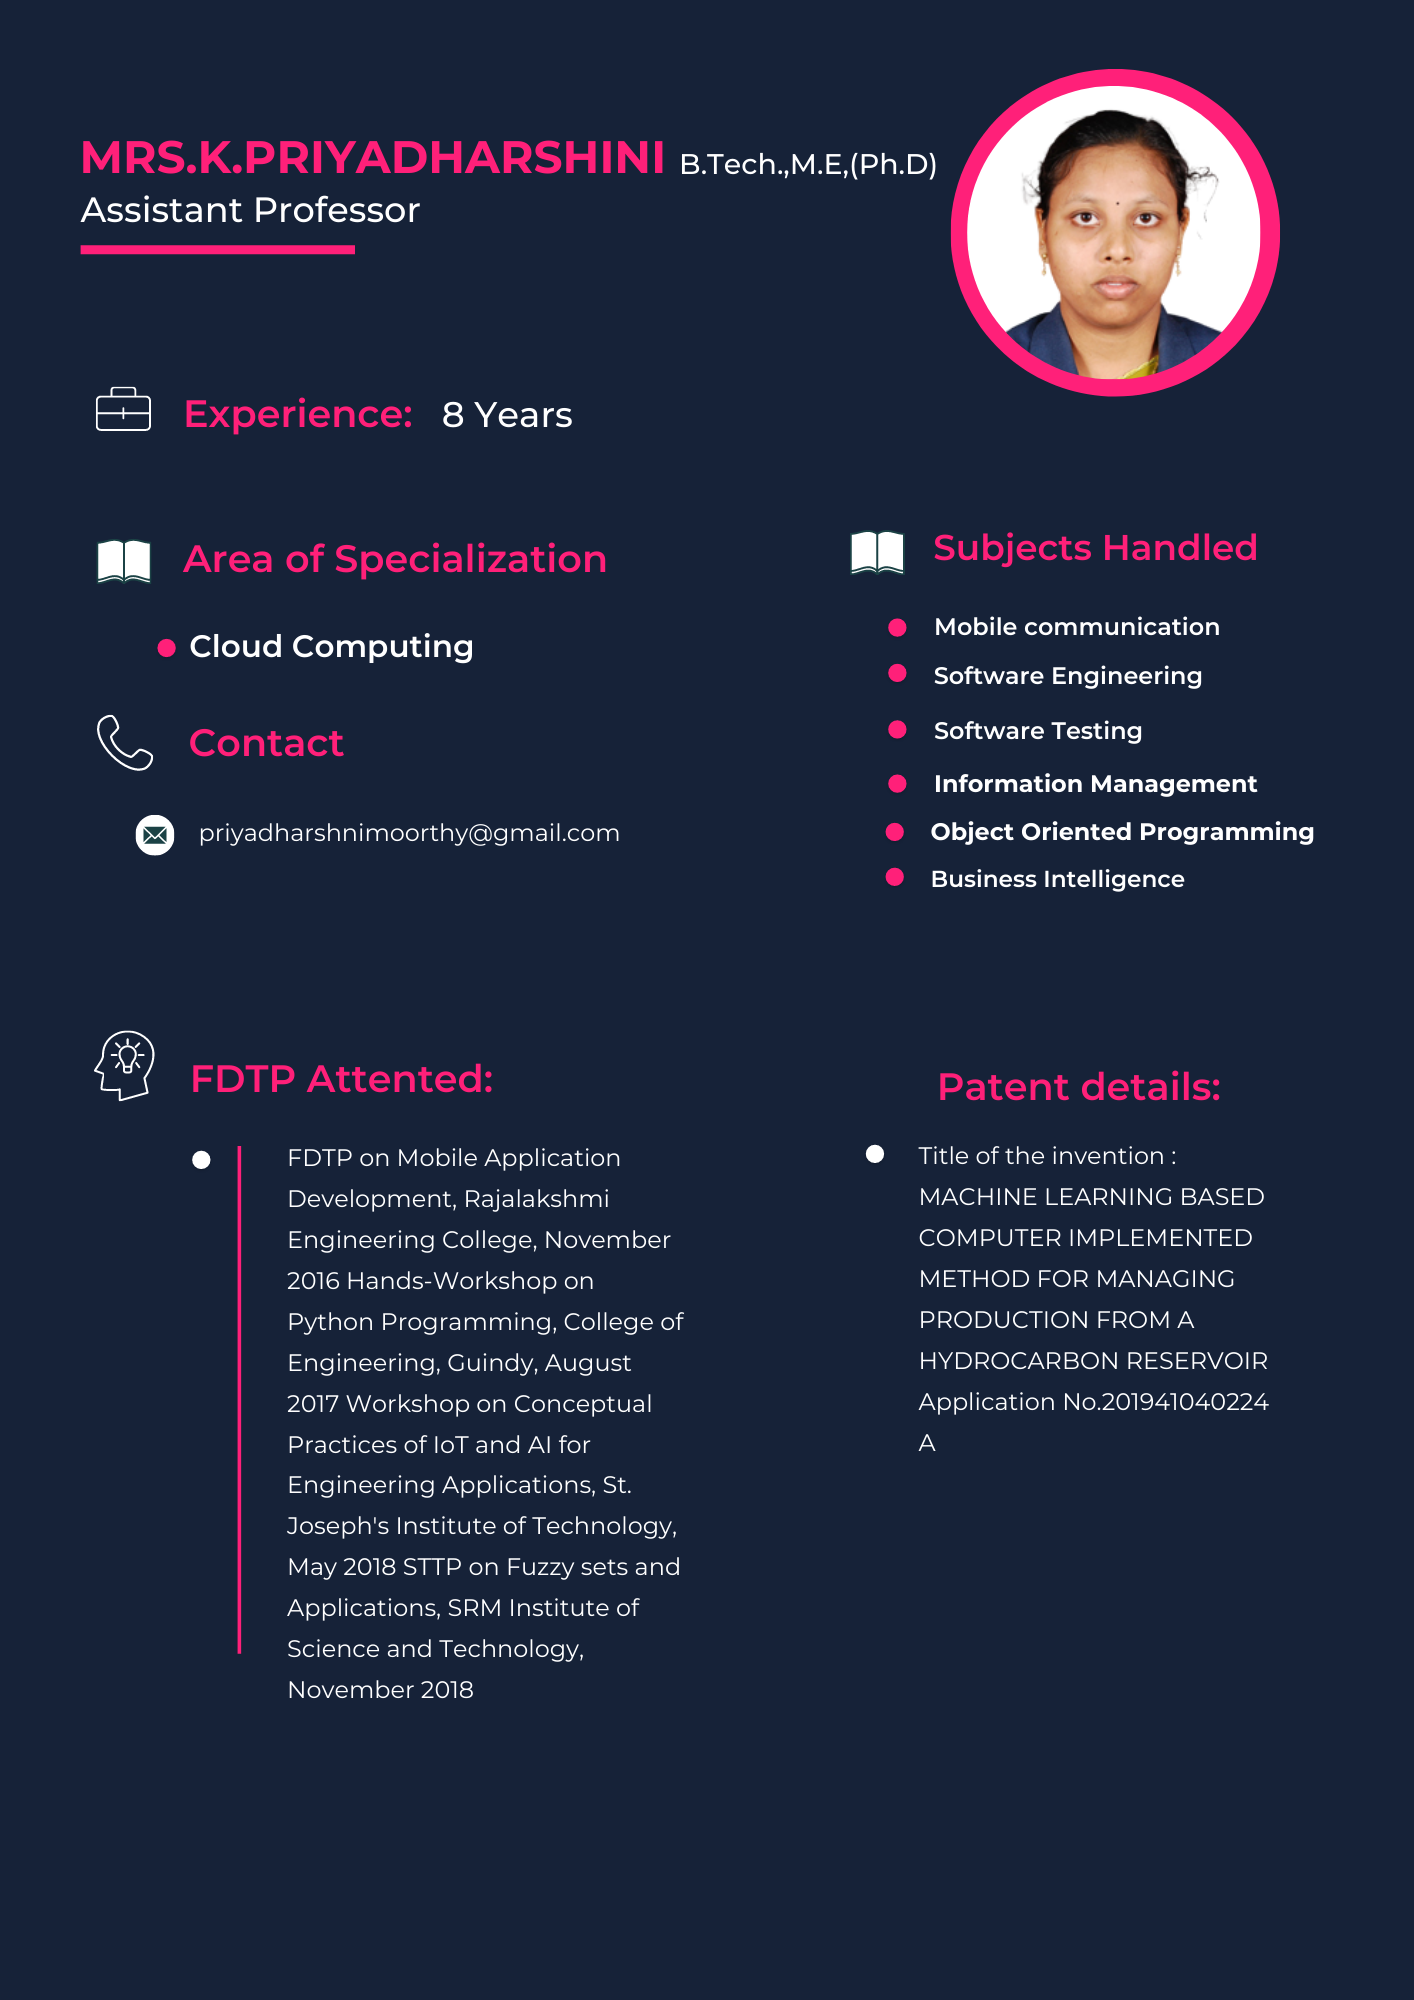 MRS.K.PRIYADHARSHINI B.Tech.,M.E,(Ph.D)
Assistant Professor
Experience: 8 Years
Area of Specialization
Cloud Computing
Contact
priyadharshnimoorthy@gmail.com
Subjects Handled
Mobile communication
Software Engineering
Software Testing
Information Management
Object Oriented Programming
Business Intelligence
FDTP Attented:
FDTP on Mobile Application
Development, Rajalakshmi
Engineering College, November
2016 Hands-Workshop on
Python Programming, College of
Engineering, Guindy, August
2017 Workshop on Conceptual
Practices of IoT and AI for
Engineering Applications, St.
Joseph's Institute of Technology,
May 2018 STTP on Fuzzy sets and
Applications, SRM Institute of
Science and Technology,
November 2018
Patent details:
Title of the invention :
MACHINE LEARNING BASED
COMPUTER IMPLEMENTED
METHOD FOR MANAGING
PRODUCTION FROM A
HYDROCARBON RESERVOIR
Application No.201941040224
A